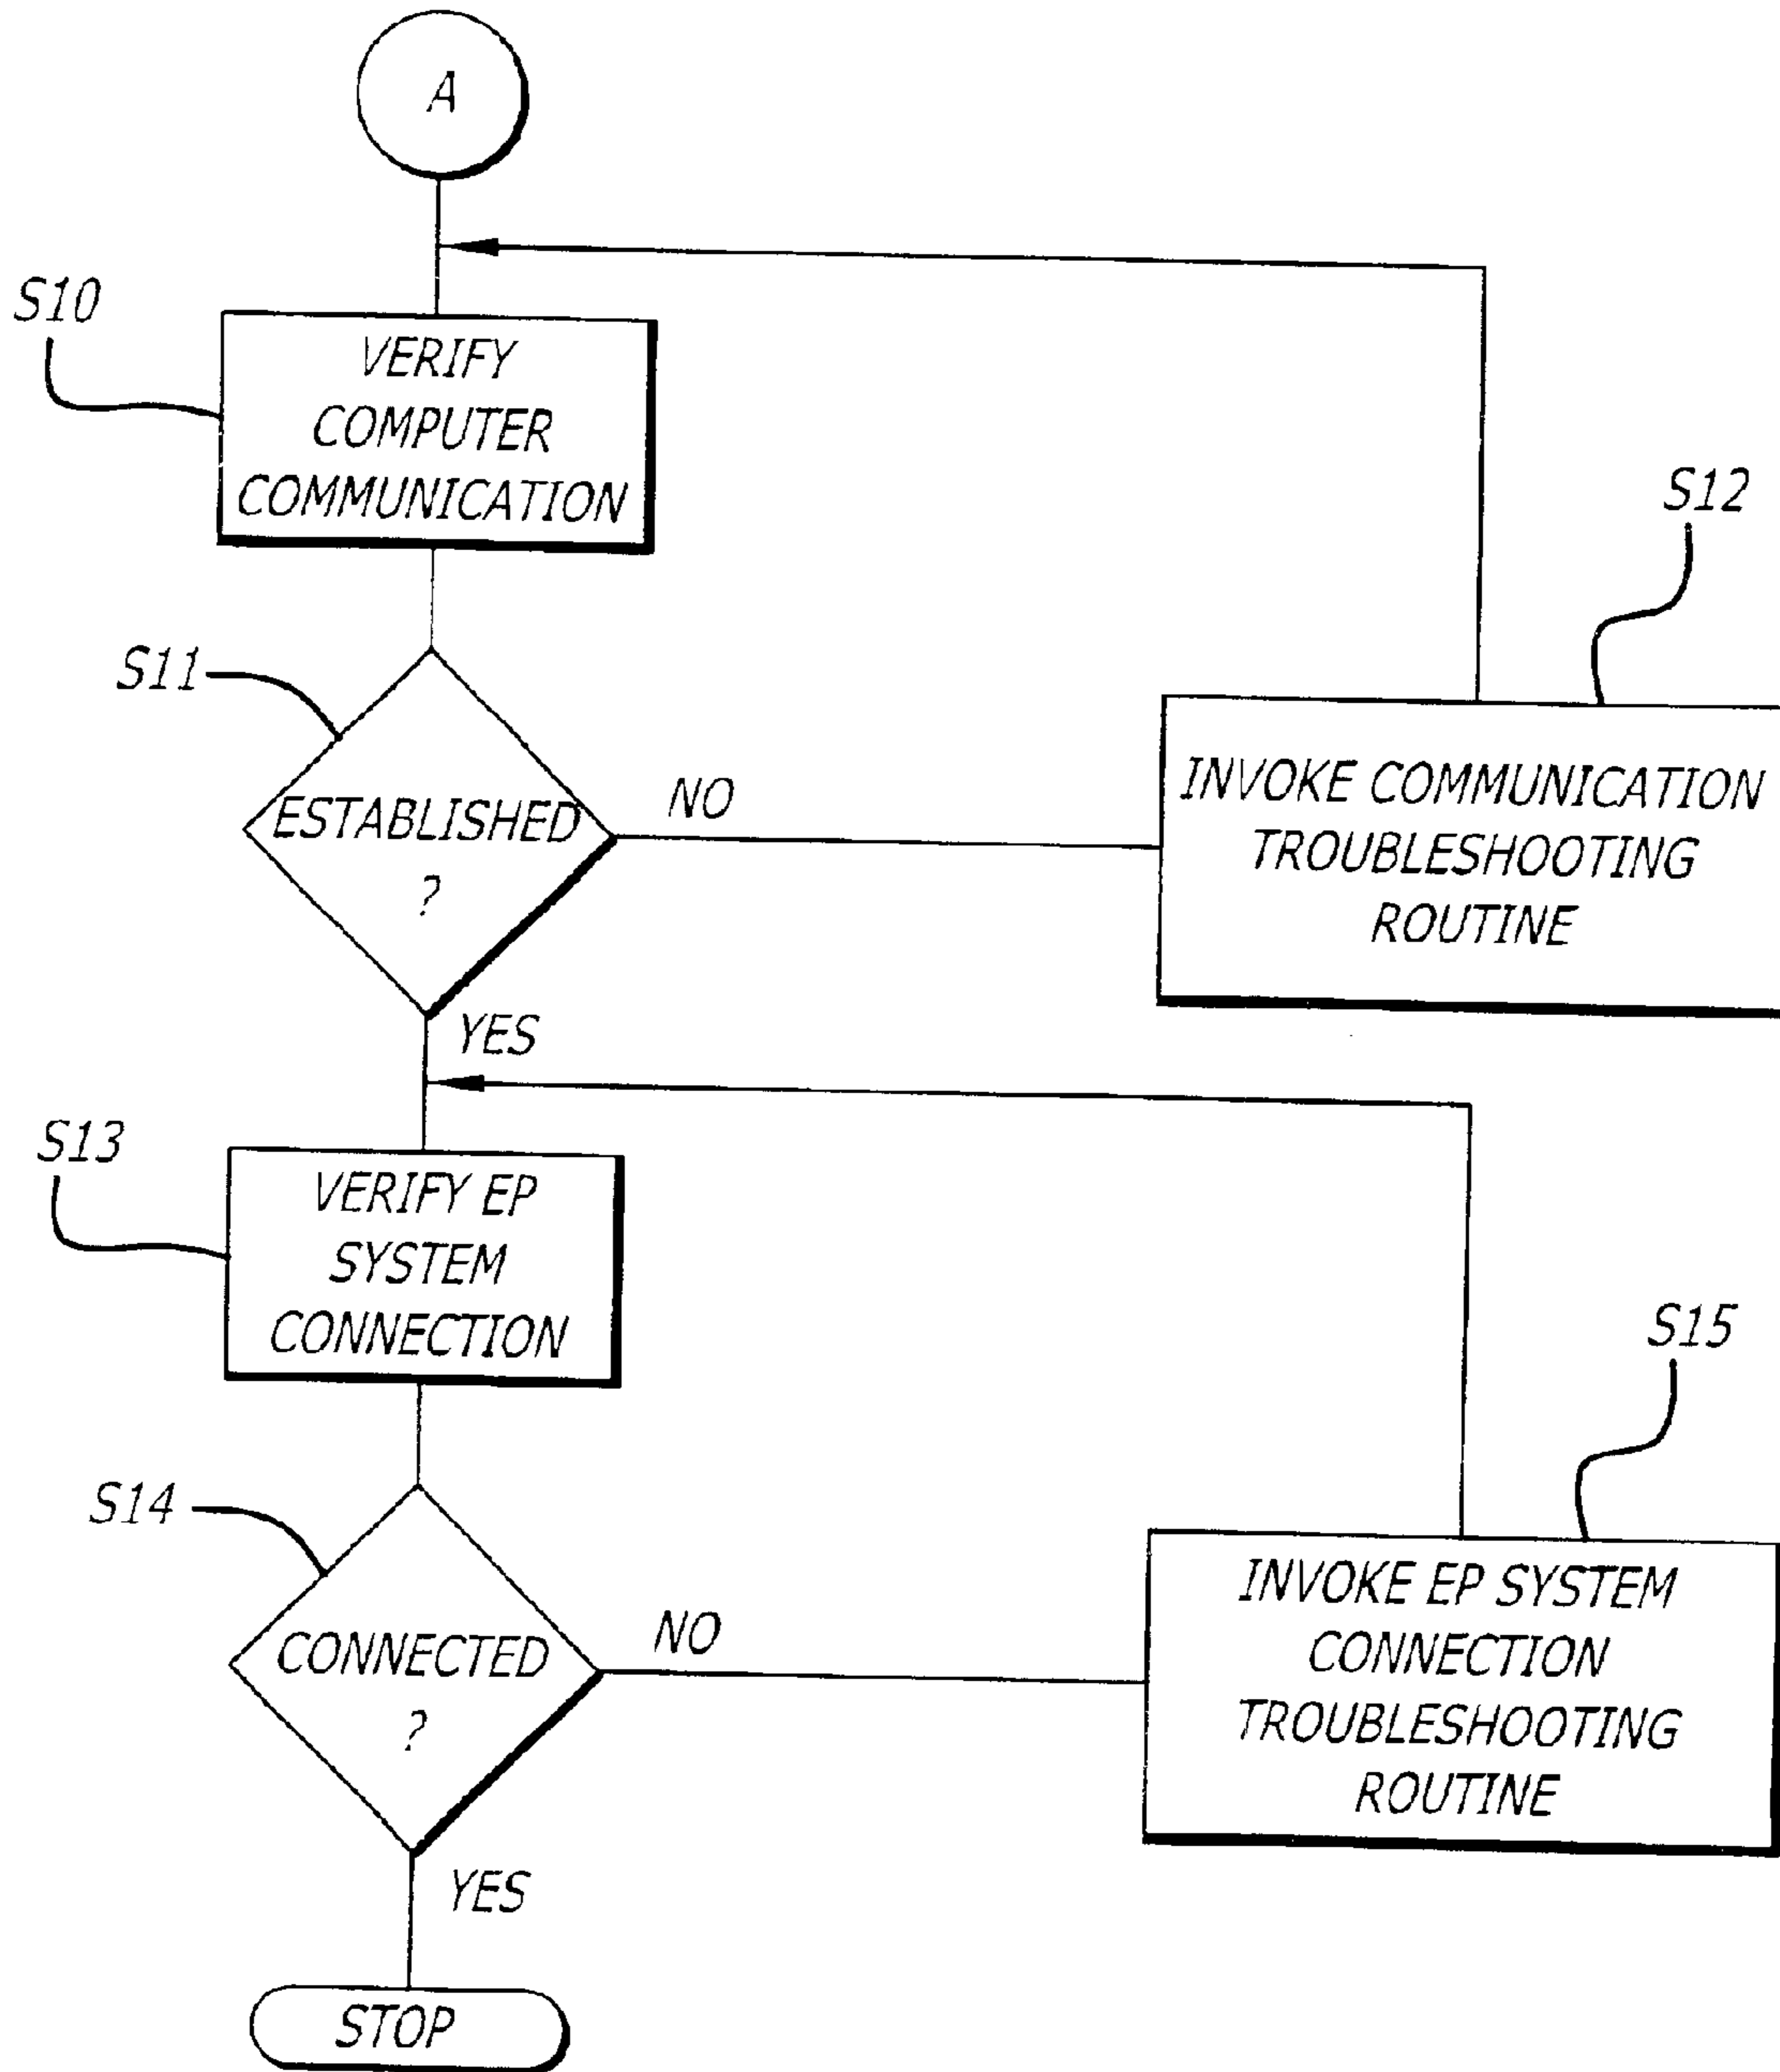 A
S10
VERIFY
COMPUTER
COMMUNICATION
S12
S11
ESTABLISHED
?
NO
INVOKE COMMUNICATION
TROUBLESHOOTING
ROUTINE
YES
S13
VERIFY EP
SYSTEM
CONNECTION
S15
S14
CONNECTED
?
NO
INVOKE EP SYSTEM
CONNECTION
TROUBLESHOOTING
ROUTINE
YES
STOP